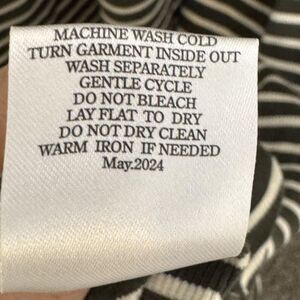 MACHINE WASH COLD
TURN GARMENT INSIDE OUT
WASH SEPARATELY
GENTLE CYCLE
DO NOT BLEACH
LAY FLAT TO DRY
DO NOT DRY CLEAN
WARM IRON IF NEEDED
May.2024